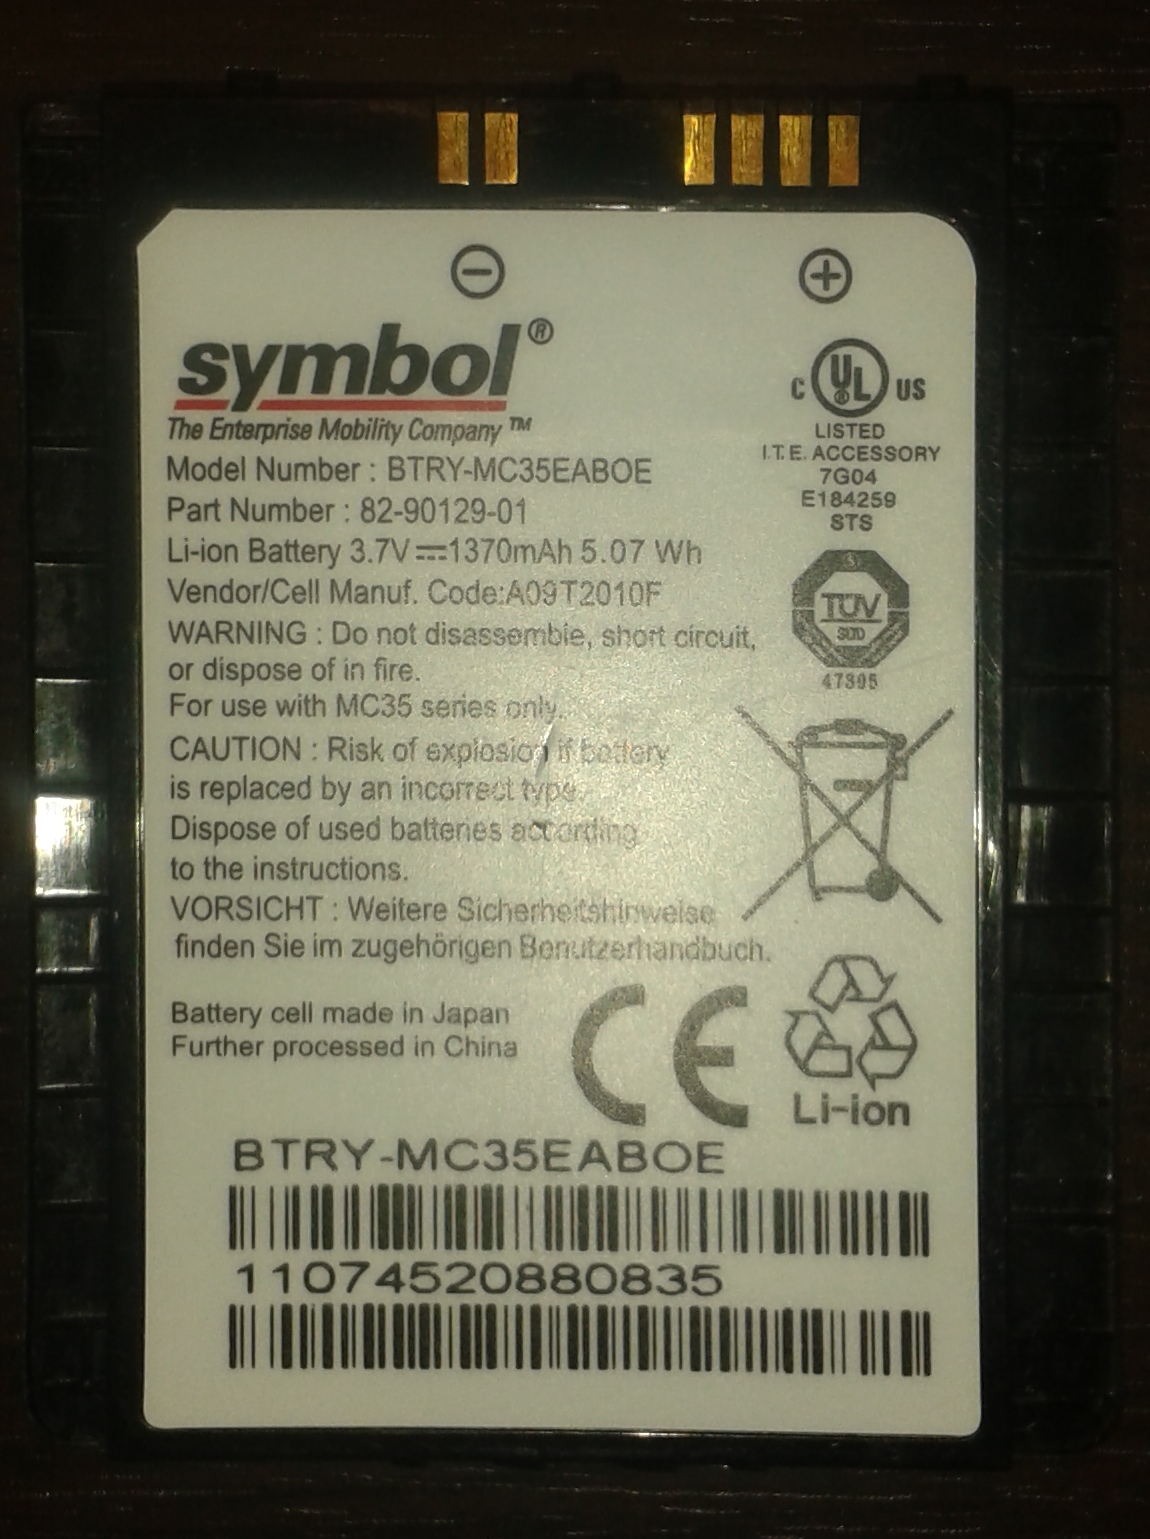 symbol®
The Enterprise Mobility Company™
Model Number : BTRY-MC35EABOE
Part Number : 82-90129-01
Li-ion Battery 3.7V⎓1370mAh 5.07 Wh
Vendor/Cell Manuf. Code:A09T2010F
WARNING : Do not disassemble, short circuit,
or dispose of in fire.
For use with MC35 series only.
CAUTION : Risk of explosion if battery
is replaced by an incorrect type.
Dispose of used batteries according
to the instructions.
VORSICHT : Weitere Sicherheitshinweise
finden Sie im zugehörigen Benutzerhandbuch.
Battery cell made in Japan
Further processed in China
C UL US
LISTED
I.T.E. ACCESSORY
7G04
E184259
STS
TÜV
SÜD
47395
CE
Li-ion
BTRY-MC35EABOE
11074520880835